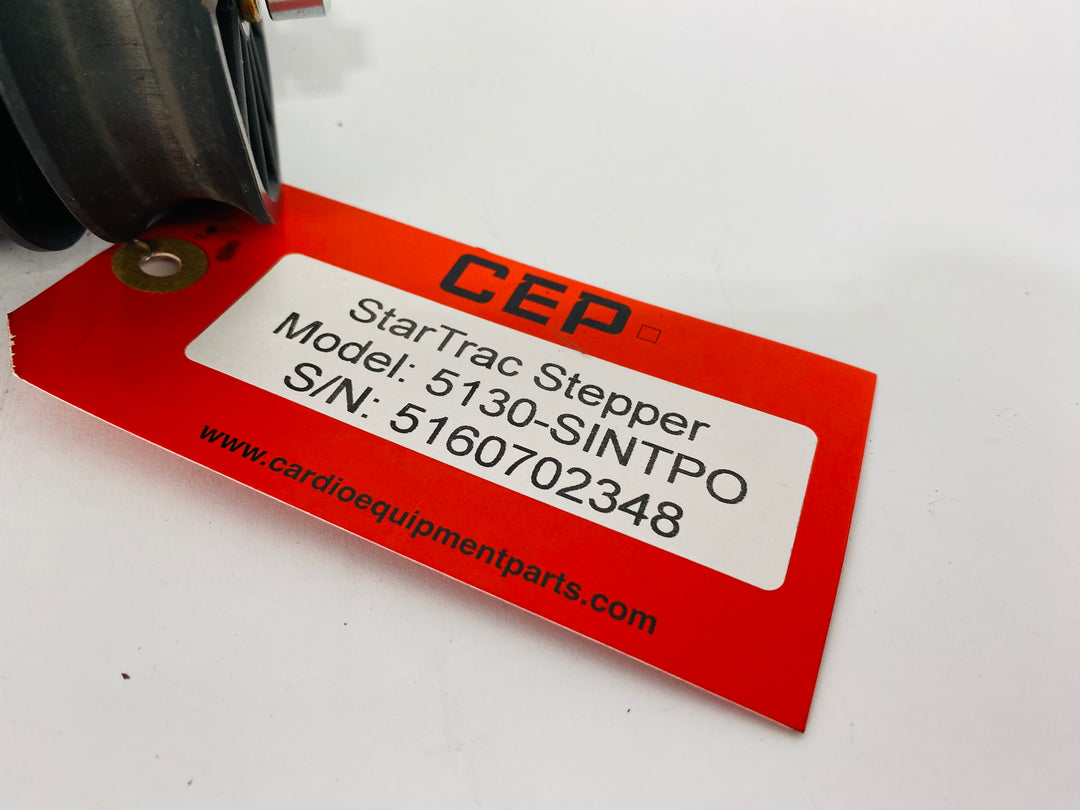 CEP
StarTrac Stepper
Model: 5130-SINTPO
S/N: 5160702348
www.cardioequipmentparts.com